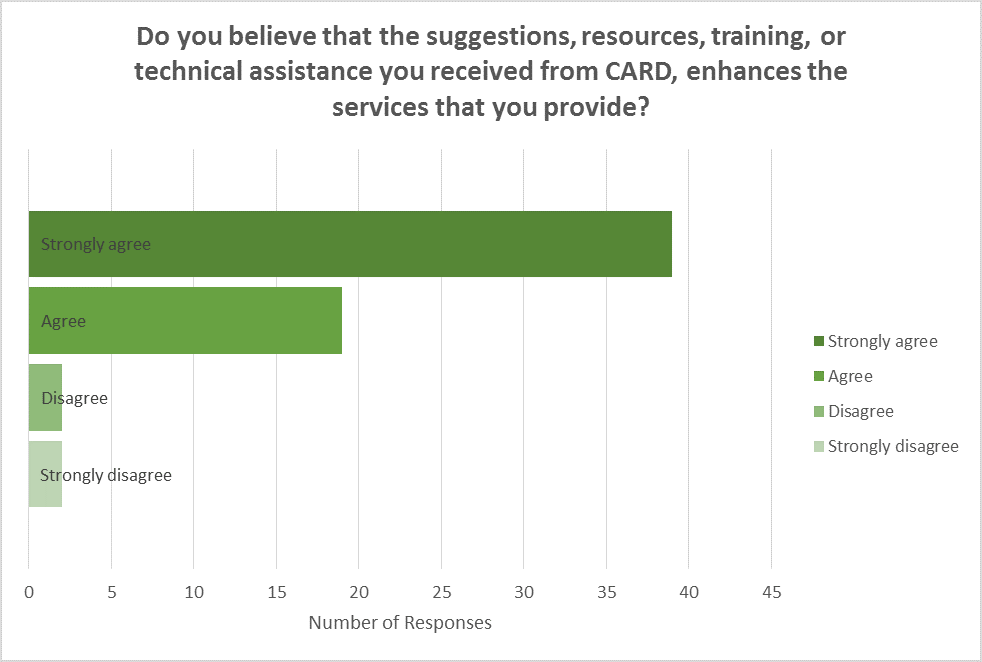 Do you believe that the suggestions, resources, training, or
technical assistance you received from CARD, enhances the
services that you provide?
Strongly agree
Agree
Disagree
Strongly disagree
Strongly agree
Agree
Disagree
Strongly disagree
0 5 10 15 20 25 30 35 40 45
Number of Responses